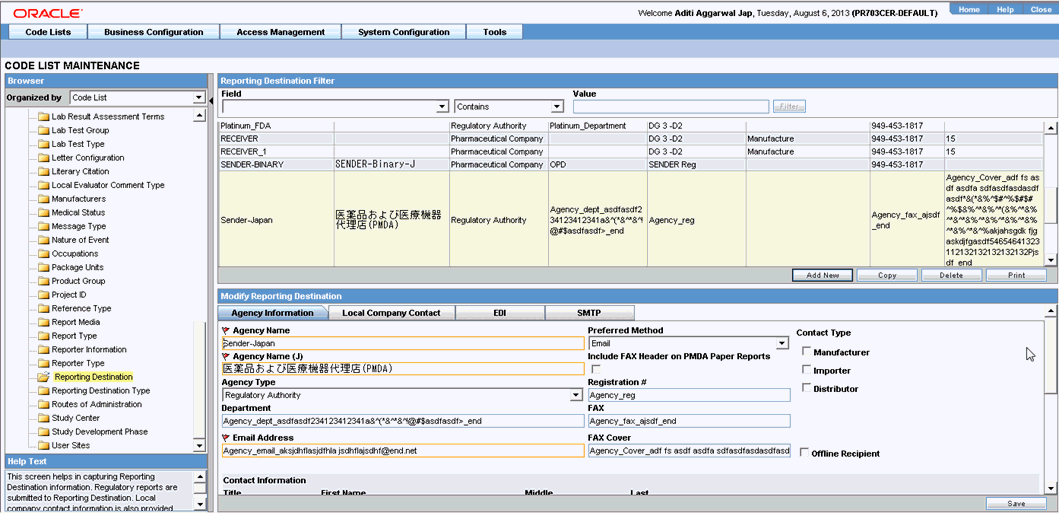 ORACLE
Welcome Aditi Aggarwal Jap, Tuesday, August 6, 2013 (PR703CER-DEFAULT)
Home Help Close
Code Lists Business Configuration Access Management System Configuration Tools
CODE LIST MAINTENANCE
Browser
Organized by Code List
Lab Result Assessment Terms
Lab Test Group
Lab Test Type
Letter Configuration
Literary Citation
Local Evaluator Comment Type
Manufacturers
Medical Status
Message Type
Nature of Event
Occupations
Package Units
Product Group
Project ID
Reference Type
Report Media
Report Type
Reporter Information
Reporter Type
Reporting Destination
Reporting Destination Type
Routes of Administration
Study Center
Study Development Phase
User Sites
Help Text
This screen helps in capturing Reporting
Destination information. Regulatory reports are
submitted to Reporting Destination. Local
company contact information is also provided
Reporting Destination Filter
Field Value
Contains Filter
Platinum_FDA Regulatory Authority Platinum_Department DG 3 -D2 949-453-1817
RECEIVER Pharmaceutical Company DG 3 -D2 Manufacture 949-453-1817 15
RECEIVER_1 Pharmaceutical Company DG 3 -D2 Manufacture 949-453-1817 15
SENDER-BINARY SENDER-Binary-J Pharmaceutical Company OPD SENDER Reg 949-453-1817
Sender-Japan
医薬品および医療機器
代理店(PMDA)
Regulatory Authority
Agency_dept_asdfasdf2
34123412341a&^(*&^*&^!
@#$asdfasdf>_end
Agency_reg
Agency_fax_ajsdf
_end
Agency_Cover_adf fs as
df asdfa sdfasdfasdasdf
Add New Copy Delete Print
Modify Reporting Destination
Agency Information Local Company Contact EDI SMTP
Agency Name
Sender-Japan
Agency Name (J)
医薬品および医療機器代理店(PMDA)
Agency Type
Regulatory Authority
Department
Agency_dept_asdfasdf234123412341a&^(*&^*&^!@#$asdfasdf>_end
Email Address
Agency_email_aksjdhflasjdfhla jsdhflajsdhf@end.net
Preferred Method
Email
Include FAX Header on PMDA Paper Reports
Registration #
Agency_reg
FAX
Agency_fax_ajsdf_end
FAX Cover
Agency_Cover_adf fs asdf asdfa sdfasdfasdasdfasd
Contact Type
Manufacturer
Importer
Distributor
Offline Recipient
Contact Information
Title First Name Middle Last
Save